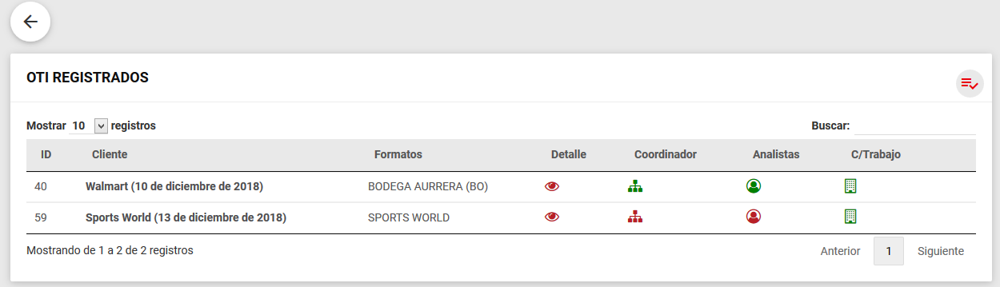 OTI REGISTRADOS
Mostrar 10 registros Buscar:
ID Cliente Formatos Detalle Coordinador Analistas C/Trabajo
40 Walmart (10 de diciembre de 2018) BODEGA AURRERA (BO)
59 Sports World (13 de diciembre de 2018) SPORTS WORLD
Mostrando de 1 a 2 de 2 registros Anterior 1 Siguiente